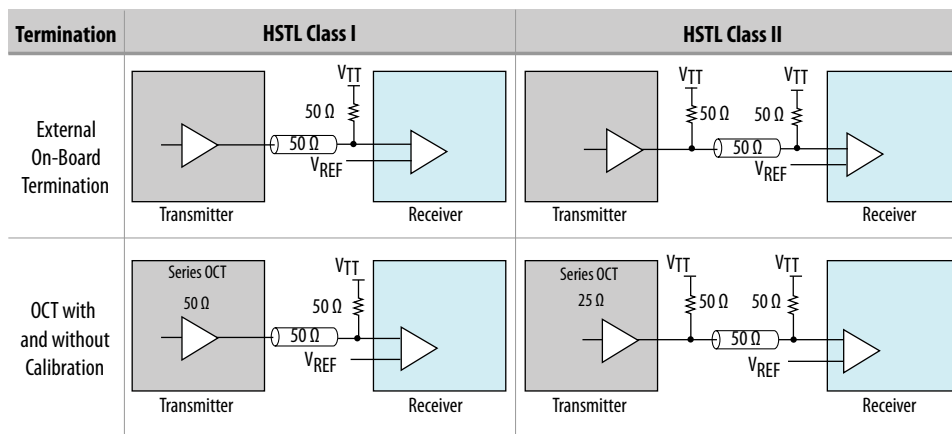 Termination
HSTL Class I
HSTL Class II
External
On-Board
Termination
VTT
50 Ω
50 Ω
VREF
Transmitter
Receiver
VTT
VTT
50 Ω
50 Ω
50 Ω
VREF
Transmitter
Receiver
OCT with
and without
Calibration
Series OCT
50 Ω
VTT
50 Ω
50 Ω
VREF
Transmitter
Receiver
Series OCT
25 Ω
VTT
VTT
50 Ω
50 Ω
50 Ω
VREF
Transmitter
Receiver